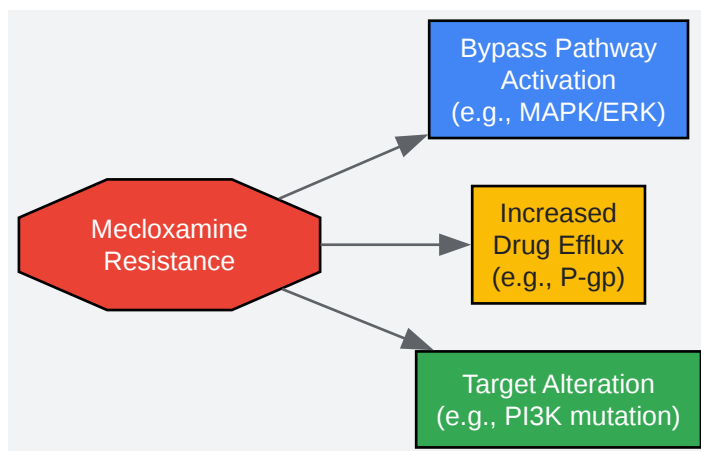 Bypass Pathway
Activation
(e.g., MAPK/ERK)
Mecloxamine
Resistance
Increased
Drug Efflux
(e.g., P-gp)
Target Alteration
(e.g., PI3K mutation)